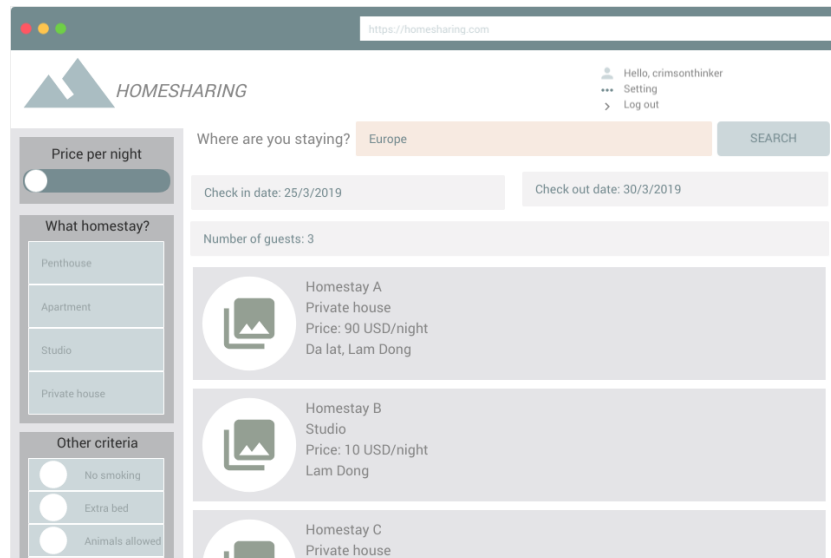 https://homesharing.com
HOMESHARING
Hello, crimsonthinker
Setting
Log out
Where are you staying?
Europe
SEARCH
Check in date: 25/3/2019
Check out date: 30/3/2019
Number of guests: 3
Price per night
What homestay?
Penthouse
Apartment
Studio
Private house
Other criteria
No smoking
Extra bed
Animals allowed
Homestay A
Private house
Price: 90 USD/night
Da lat, Lam Dong
Homestay B
Studio
Price: 10 USD/night
Lam Dong
Homestay C
Private house